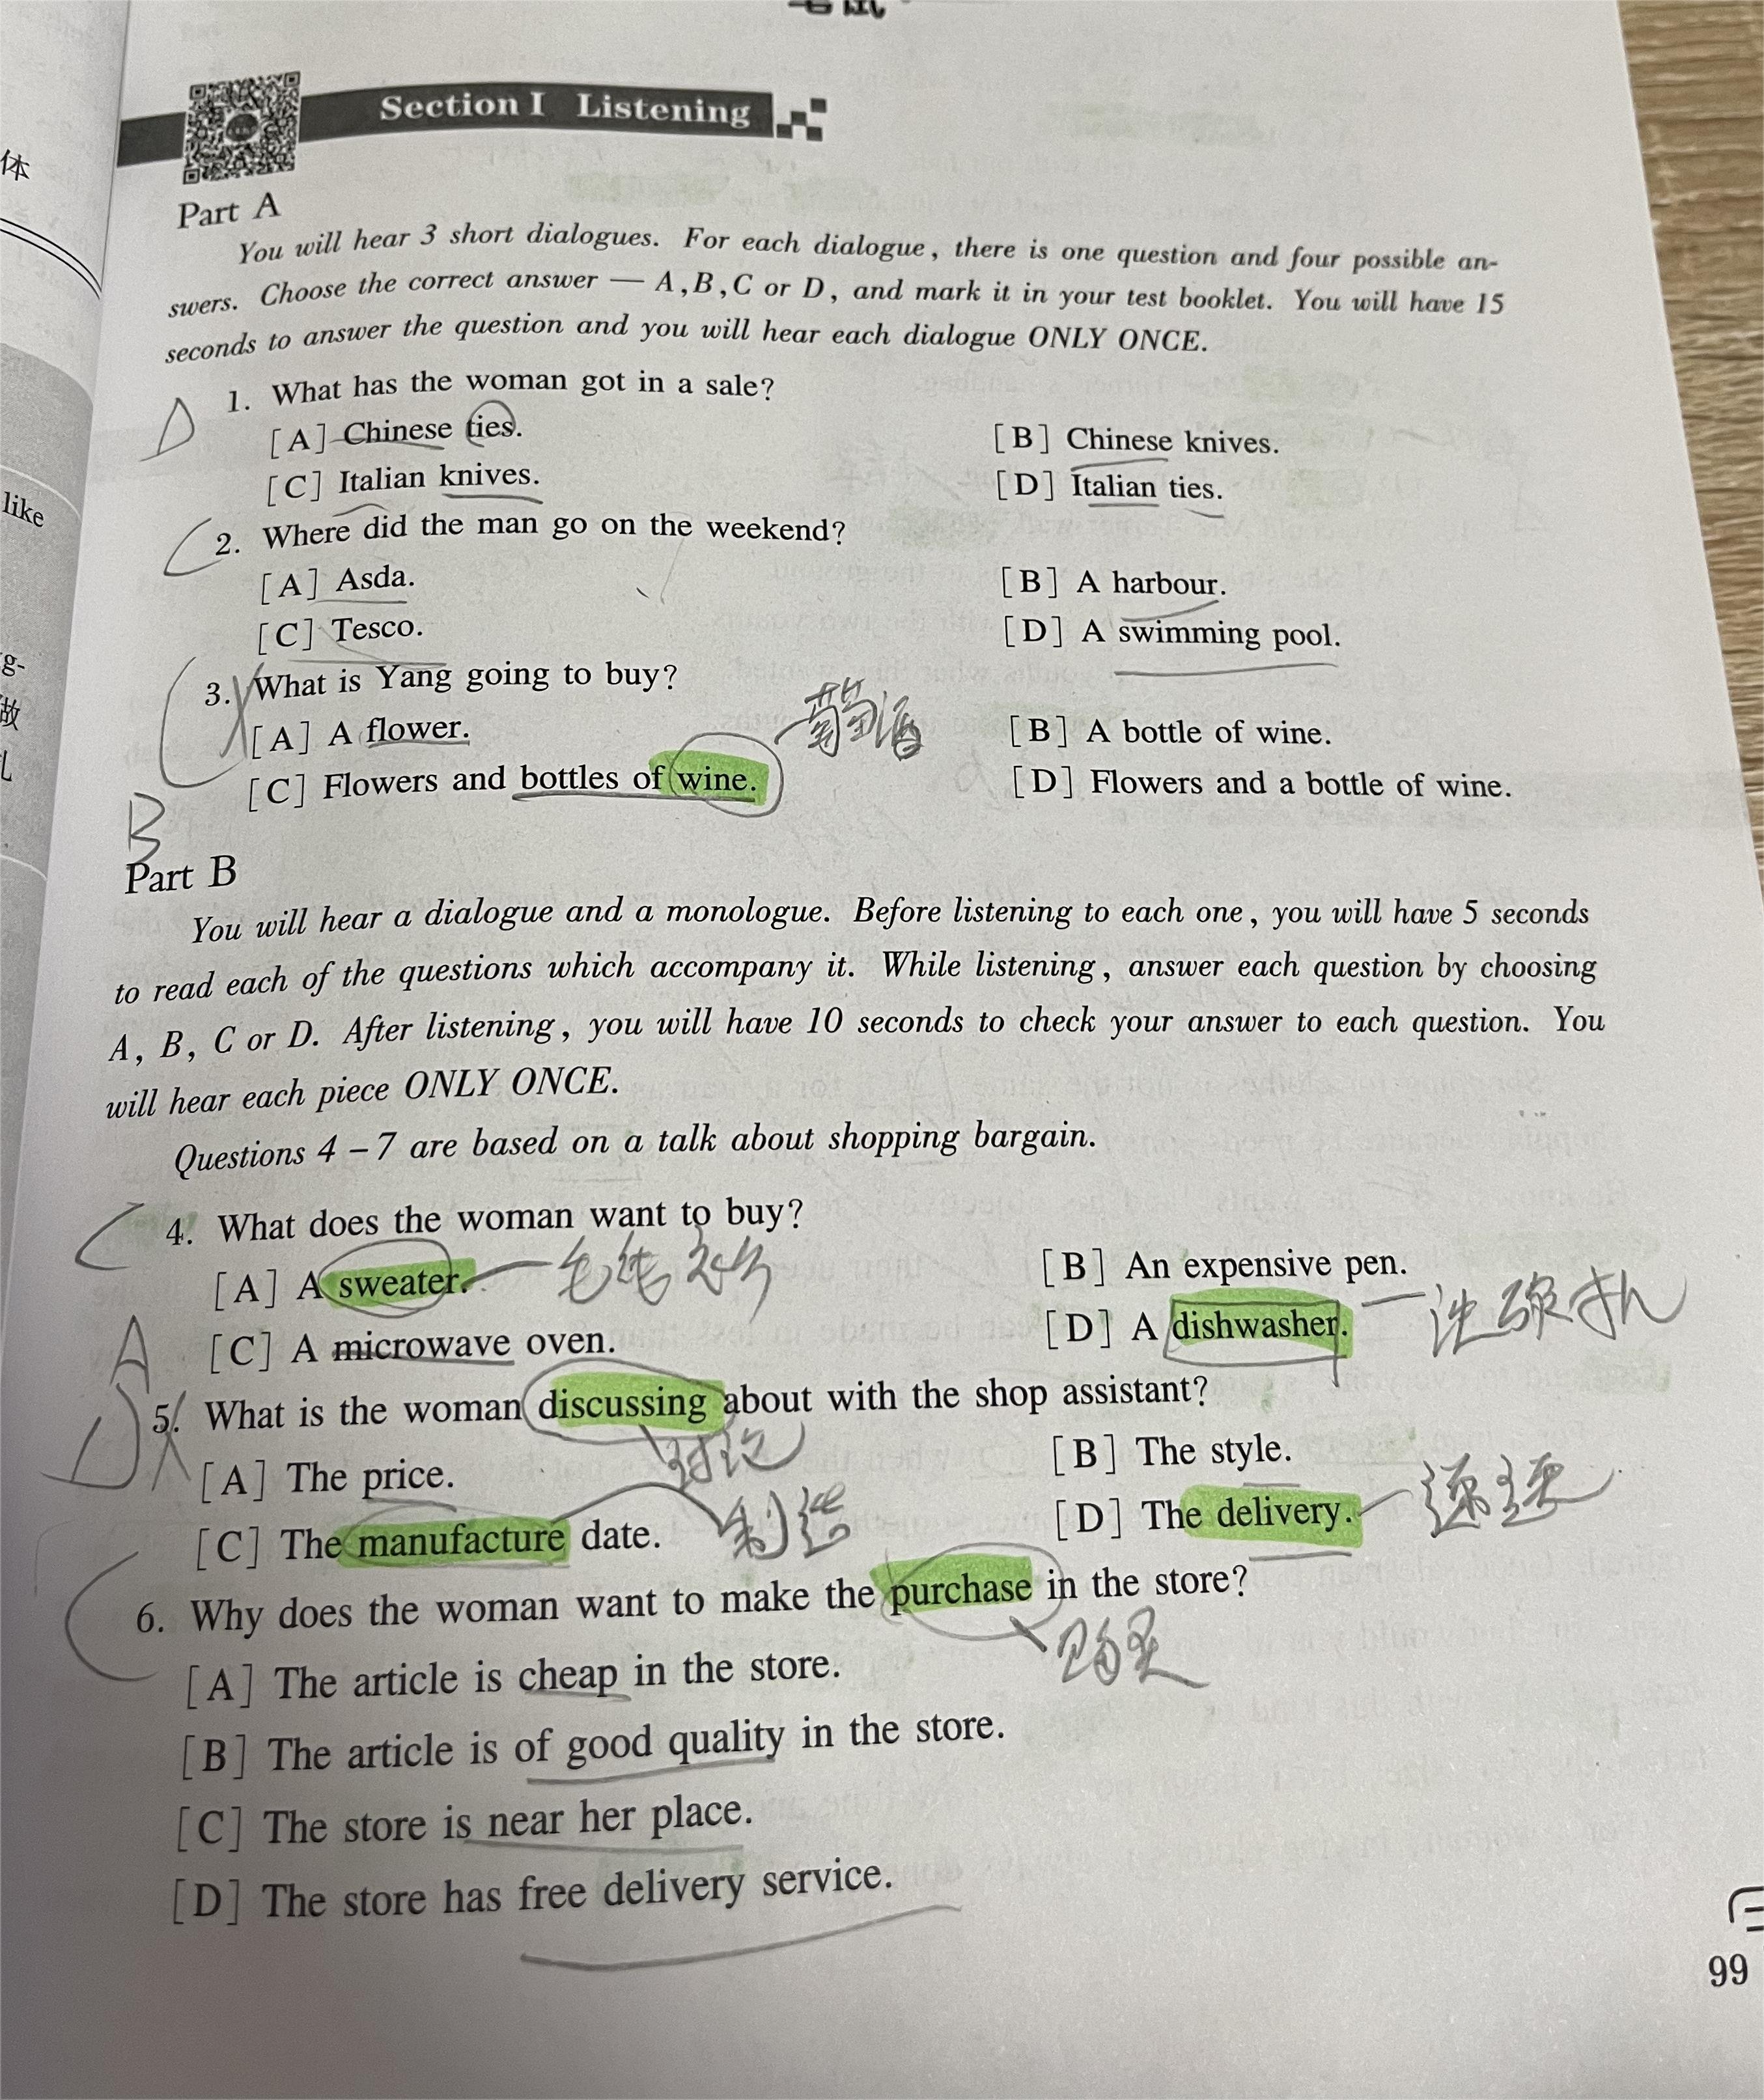 Section I Listening
体
Part A
You will hear 3 short dialogues. For each dialogue, there is one question and four possible an-
swers. Choose the correct answer — A, B, C or D, and mark it in your test booklet. You will have 15
seconds to answer the question and you will hear each dialogue ONLY ONCE.
D 1. What has the woman got in a sale?
[A] Chinese ties. [B] Chinese knives.
[C] Italian knives. [D] Italian ties.
like
C 2. Where did the man go on the weekend?
[A] Asda. [B] A harbour.
[C] Tesco. [D] A swimming pool.
g-
做
C 3. What is Yang going to buy?
[A] A flower. [B] A bottle of wine.
葡萄酒
[C] Flowers and bottles of wine. [D] Flowers and a bottle of wine.
B
Part B
You will hear a dialogue and a monologue. Before listening to each one, you will have 5 seconds
to read each of the questions which accompany it. While listening, answer each question by choosing
A, B, C or D. After listening, you will have 10 seconds to check your answer to each question. You
will hear each piece ONLY ONCE.
Questions 4 – 7 are based on a talk about shopping bargain.
C 4. What does the woman want to buy?
[A] A sweater. [B] An expensive pen.
洗碗机
[C] A microwave oven. [D] A dishwasher.
A
D 5. What is the woman discussing about with the shop assistant?
讨论
[A] The price. [B] The style.
制造
[C] The manufacture date. [D] The delivery.
C 6. Why does the woman want to make the purchase in the store?
购买
[A] The article is cheap in the store.
[B] The article is of good quality in the store.
[C] The store is near her place.
[D] The store has free delivery service.
99